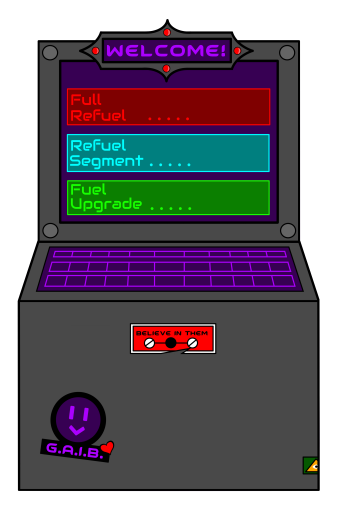 WELCOME!
Full
Refuel .....
Refuel
Segment .....
Fuel
Upgrade .....
BELIEVE IN THEM
G.A.I.B.